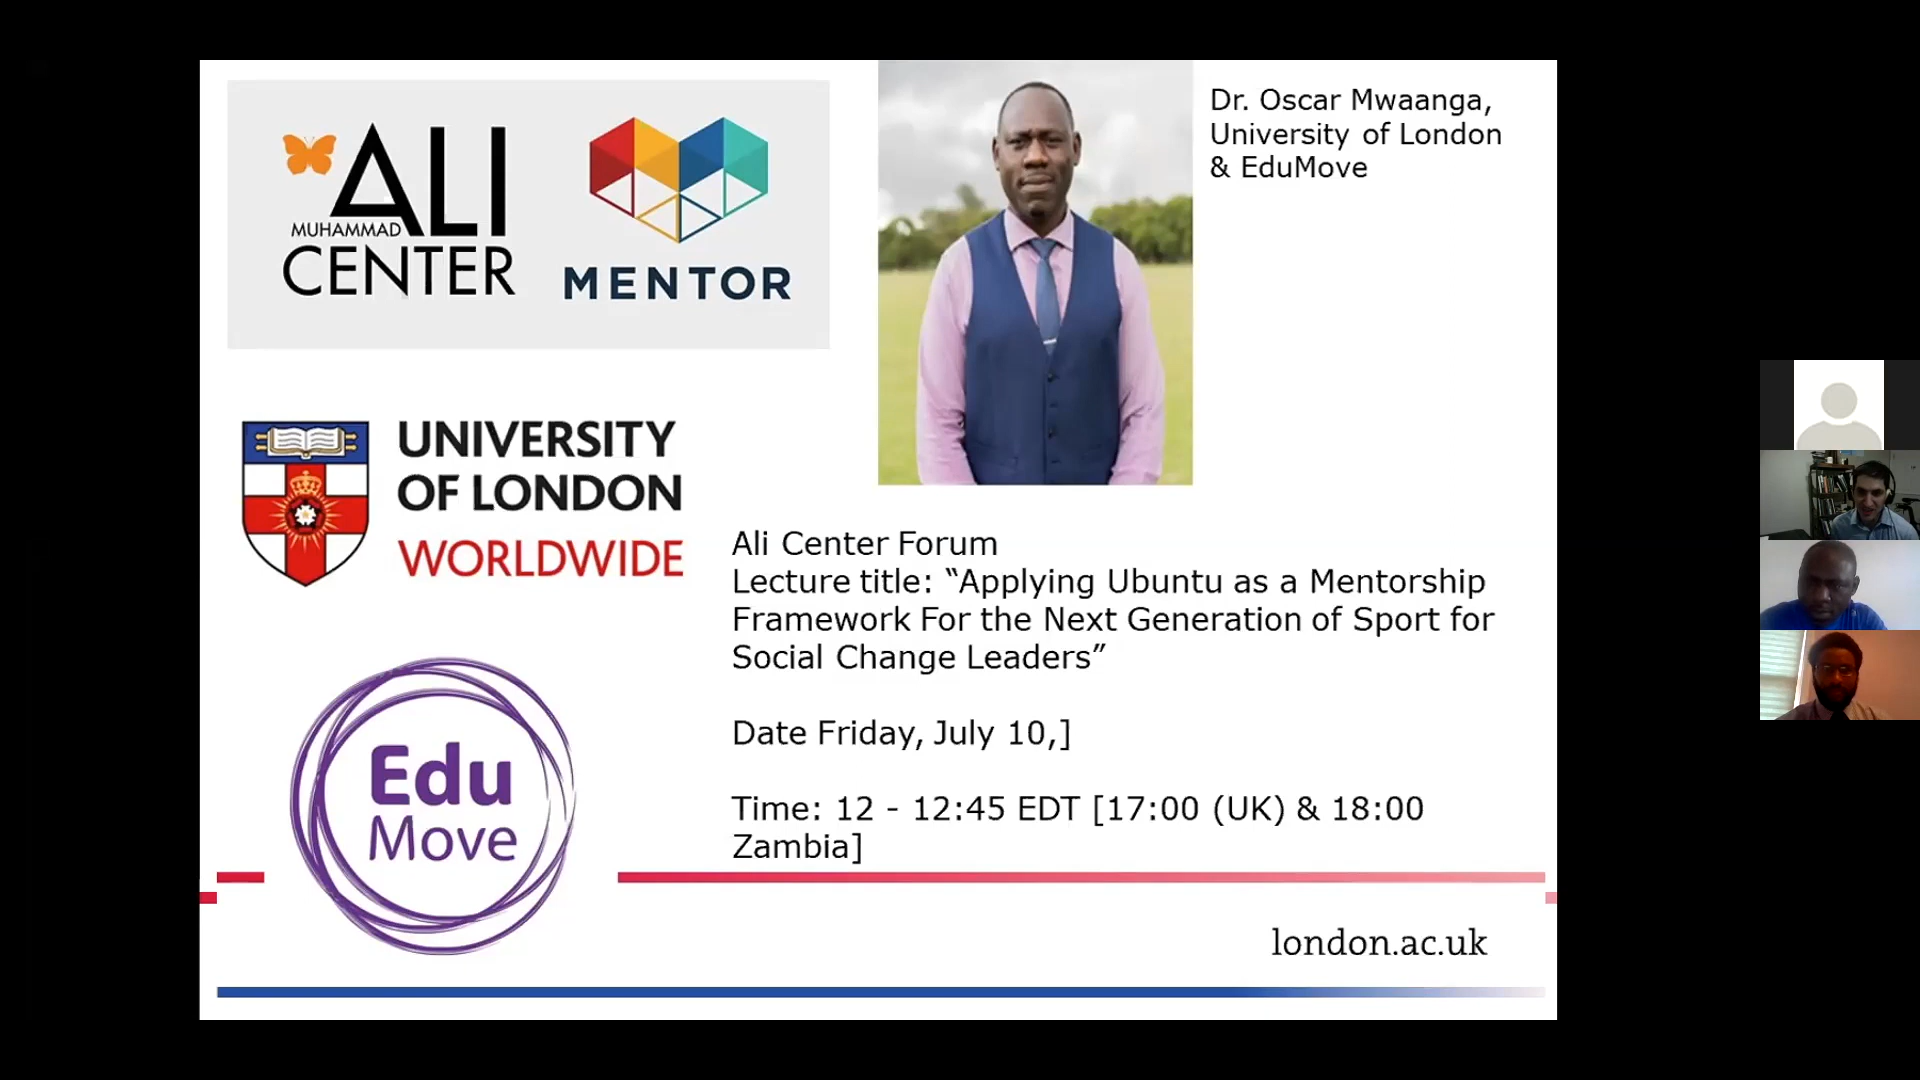 ALI
MUHAMMAD
CENTER
MENTOR
Dr. Oscar Mwaanga,
University of London
& EduMove
UNIVERSITY
OF LONDON
WORLDWIDE
Ali Center Forum
Lecture title: “Applying Ubuntu as a Mentorship
Framework For the Next Generation of Sport for
Social Change Leaders”
Date Friday, July 10,]
Time: 12 - 12:45 EDT [17:00 (UK) & 18:00
Zambia]
Edu
Move
london.ac.uk